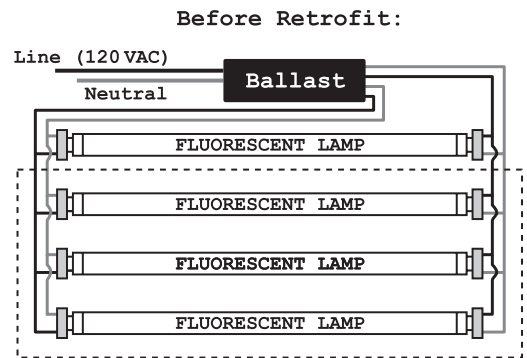 Before Retrofit:
Line (120 VAC)
Ballast
Neutral
FLUORESCENT LAMP
FLUORESCENT LAMP
FLUORESCENT LAMP
FLUORESCENT LAMP